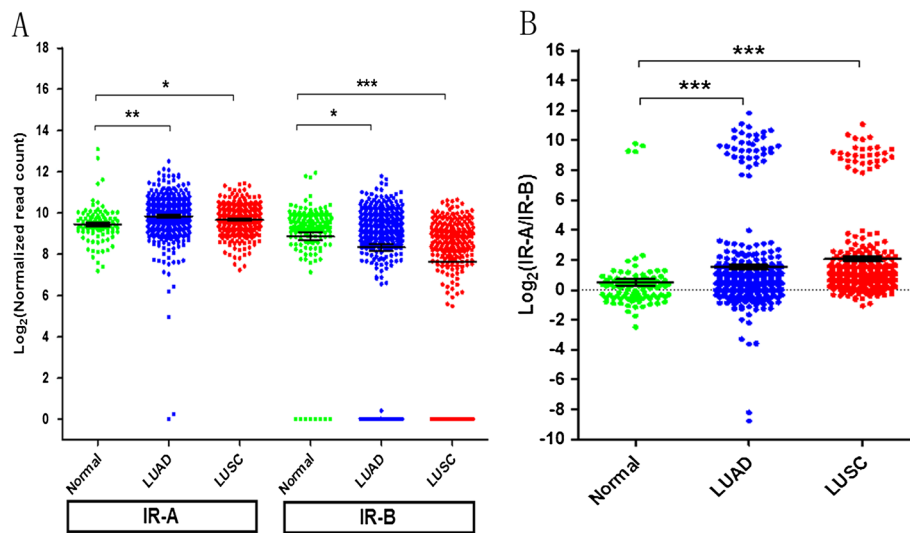 A
Log2(Normalized read count)
18
16
14
12
10
8
6
4
2
0
*
**
***
*
Normal
LUAD
LUSC
Normal
LUAD
LUSC
IR-A
IR-B
B
Log2(IR-A/IR-B)
16
14
12
10
8
6
4
2
0
-2
-4
-6
-8
-10
***
***
Normal
LUAD
LUSC